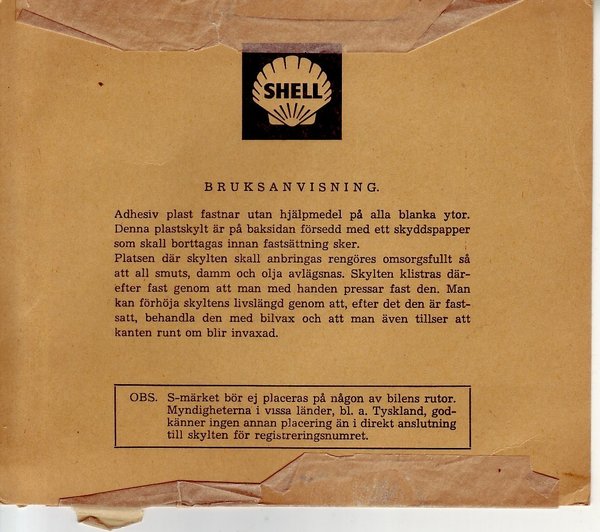 SHELL
BRUKSANVISNING.
Adhesiv plast fastnar utan hjälpmedel på alla blanka ytor.
Denna plastskylt är på baksidan försedd med ett skyddspapper
som skall borttagas innan fastsättning sker.
Platsen där skylten skall anbringas rengöres omsorgsfullt så
att all smuts, damm och olja avlägsnas. Skylten klistras där-
efter fast genom att man med handen pressar fast den. Man
kan förhöja skyltens livslängd genom att, efter det den är fast-
satt, behandla den med bilvax och att man även tillser att
kanten runt om blir invaxad.
OBS. S-märket bör ej placeras på någon av bilens rutor.
Myndigheterna i vissa länder, bl. a. Tyskland, god-
känner ingen annan placering än i direkt anslutning
till skylten för registreringsnumret.